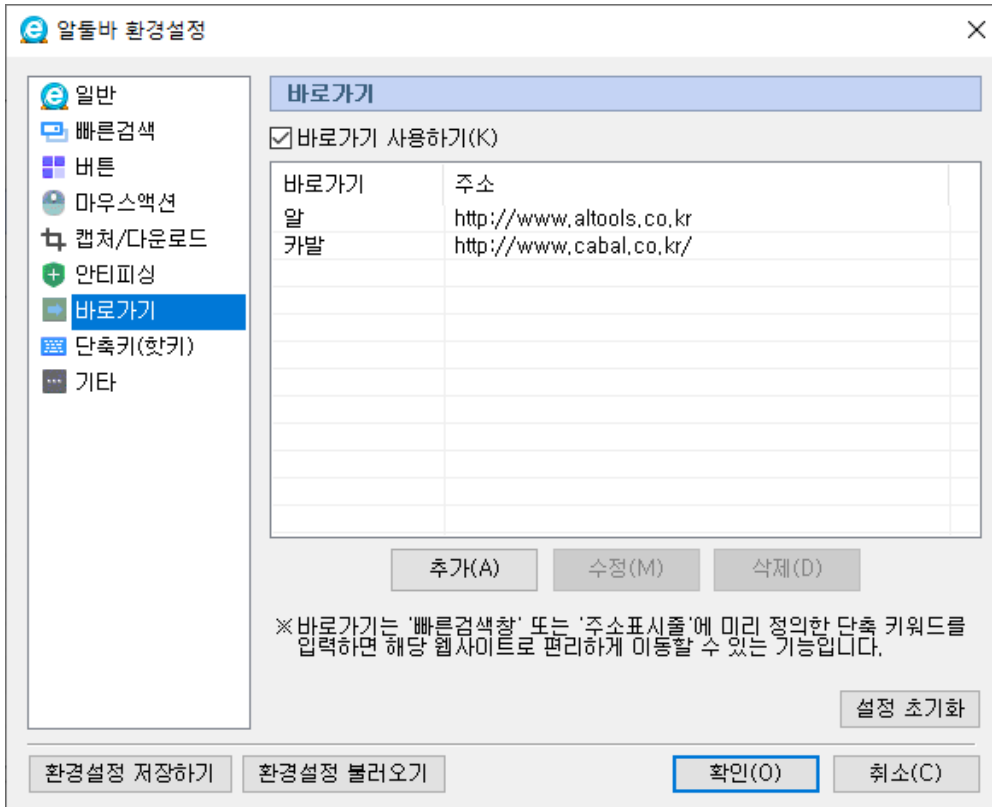 알툴바 환경설정
일반
빠른검색
버튼
마우스액션
캡처/다운로드
안티피싱
바로가기
단축키(핫키)
기타
바로가기
바로가기 사용하기(K)
바로가기 주소
알 http://www.altools.co.kr
카발 http://www.cabal.co.kr/
추가(A) 수정(M) 삭제(D)
※ 바로가기는 '빠른검색창' 또는 '주소표시줄'에 미리 정의한 단축 키워드를
입력하면 해당 웹사이트로 편리하게 이동할 수 있는 기능입니다.
설정 초기화
환경설정 저장하기 환경설정 불러오기 확인(O) 취소(C)